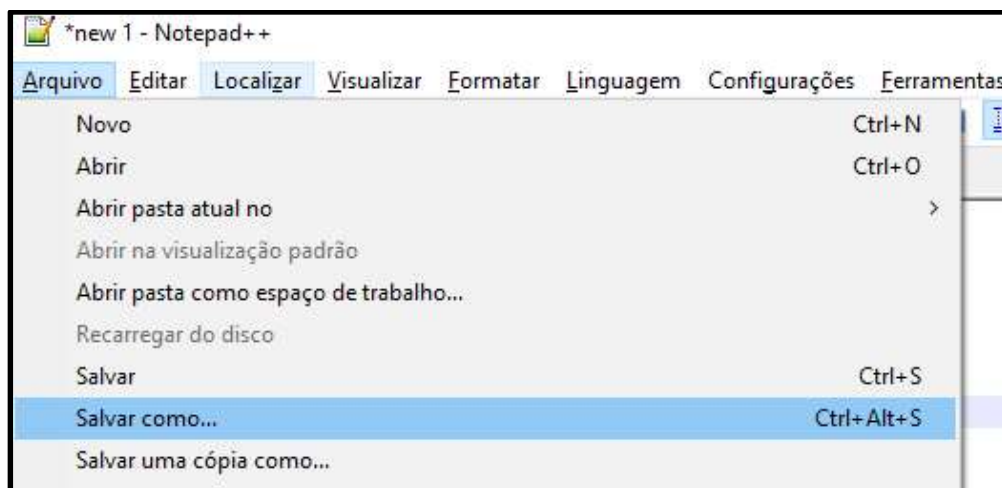 *new 1 - Notepad++
Arquivo Editar Localizar Visualizar Formatar Linguagem Configurações Ferramentas
Novo Ctrl+N
Abrir Ctrl+O
Abrir pasta atual no >
Abrir na visualização padrão
Abrir pasta como espaço de trabalho...
Recarregar do disco
Salvar Ctrl+S
Salvar como... Ctrl+Alt+S
Salvar uma cópia como...